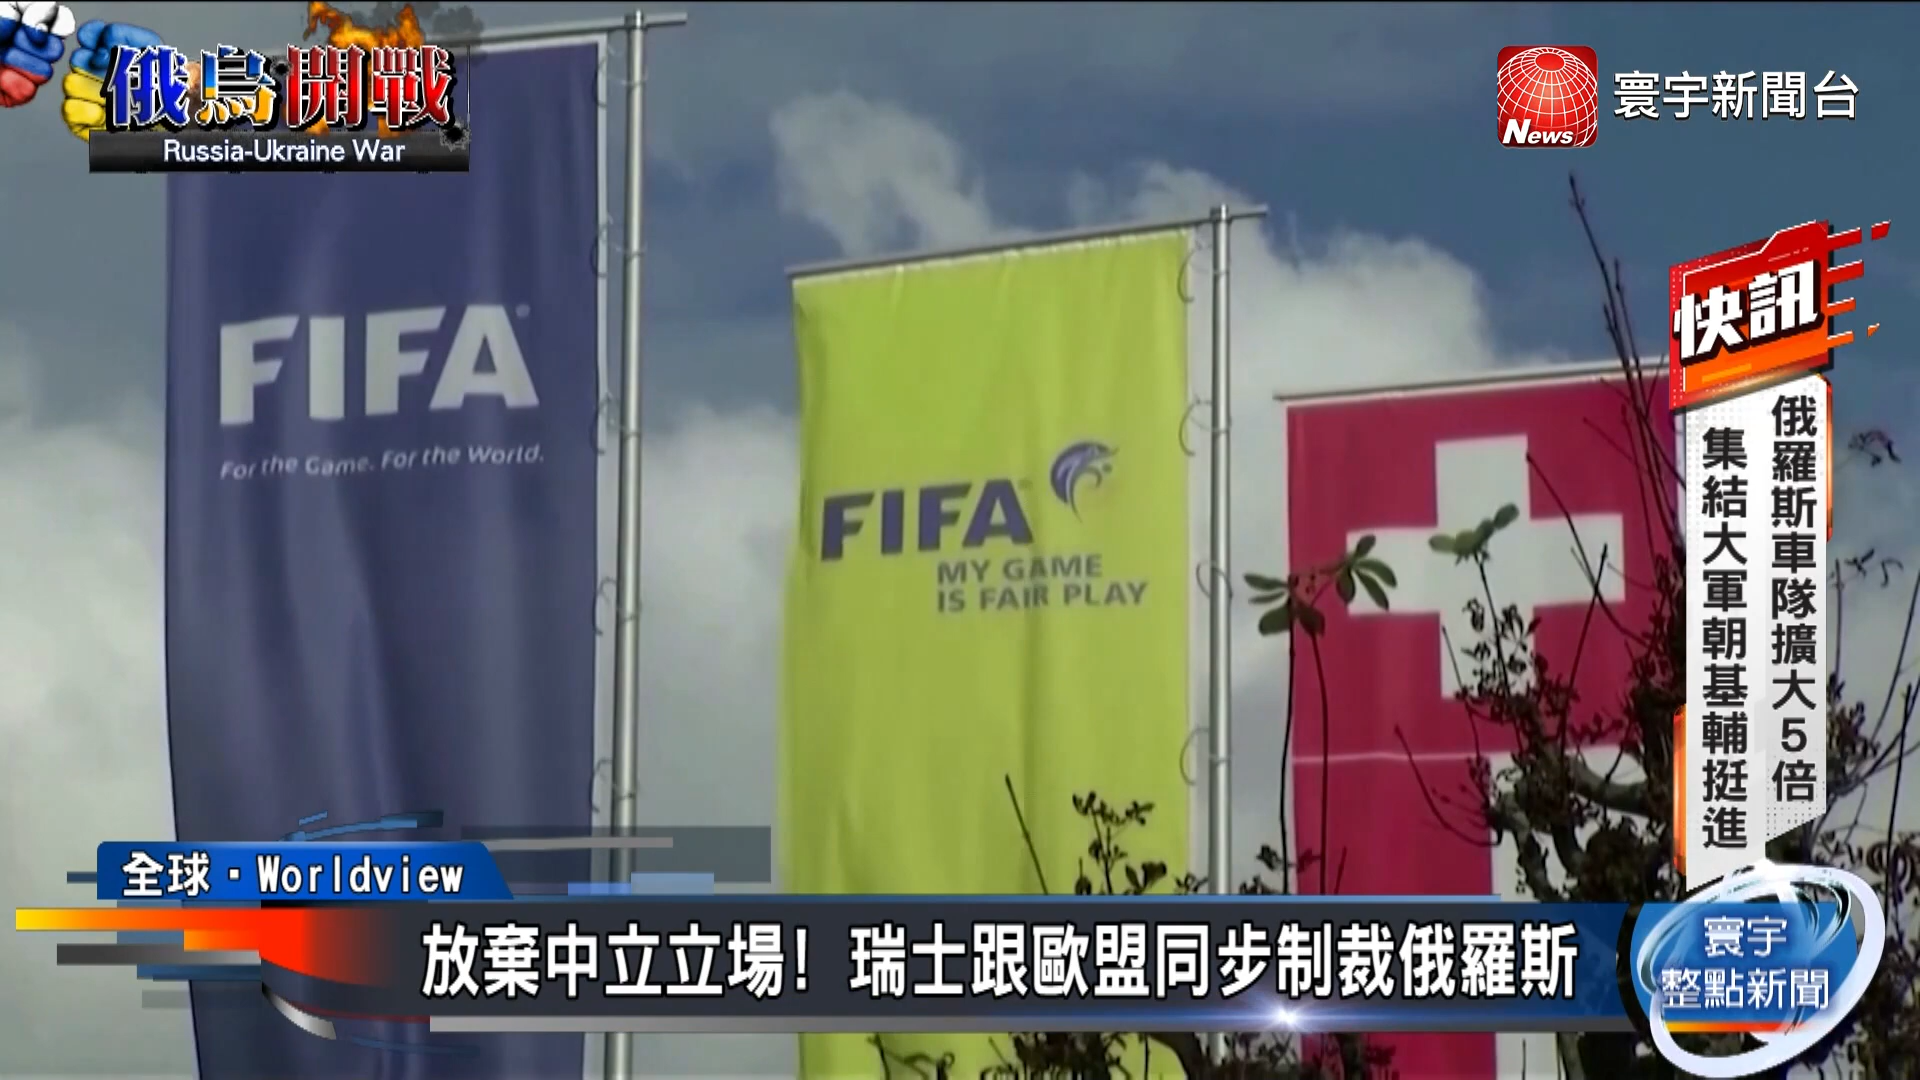 俄烏開戰
Russia-Ukraine War
News
寰宇新聞台
FIFA
For the Game. For the World.
FIFA
MY GAME
IS FAIR PLAY
快訊
俄羅斯車隊擴大5倍
集結大軍朝基輔挺進
全球·Worldview
放棄中立立場！瑞士跟歐盟同步制裁俄羅斯
寰宇
整點新聞